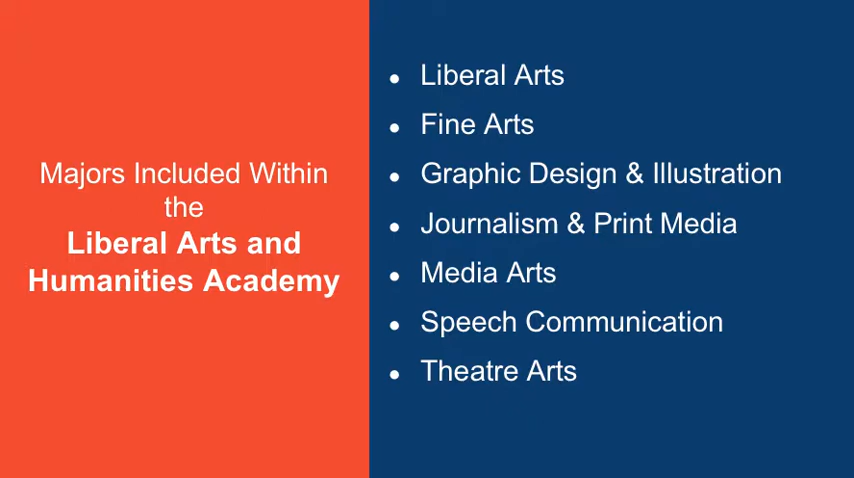 Majors Included Within
the
Liberal Arts and
Humanities Academy
• Liberal Arts
• Fine Arts
• Graphic Design & Illustration
• Journalism & Print Media
• Media Arts
• Speech Communication
• Theatre Arts